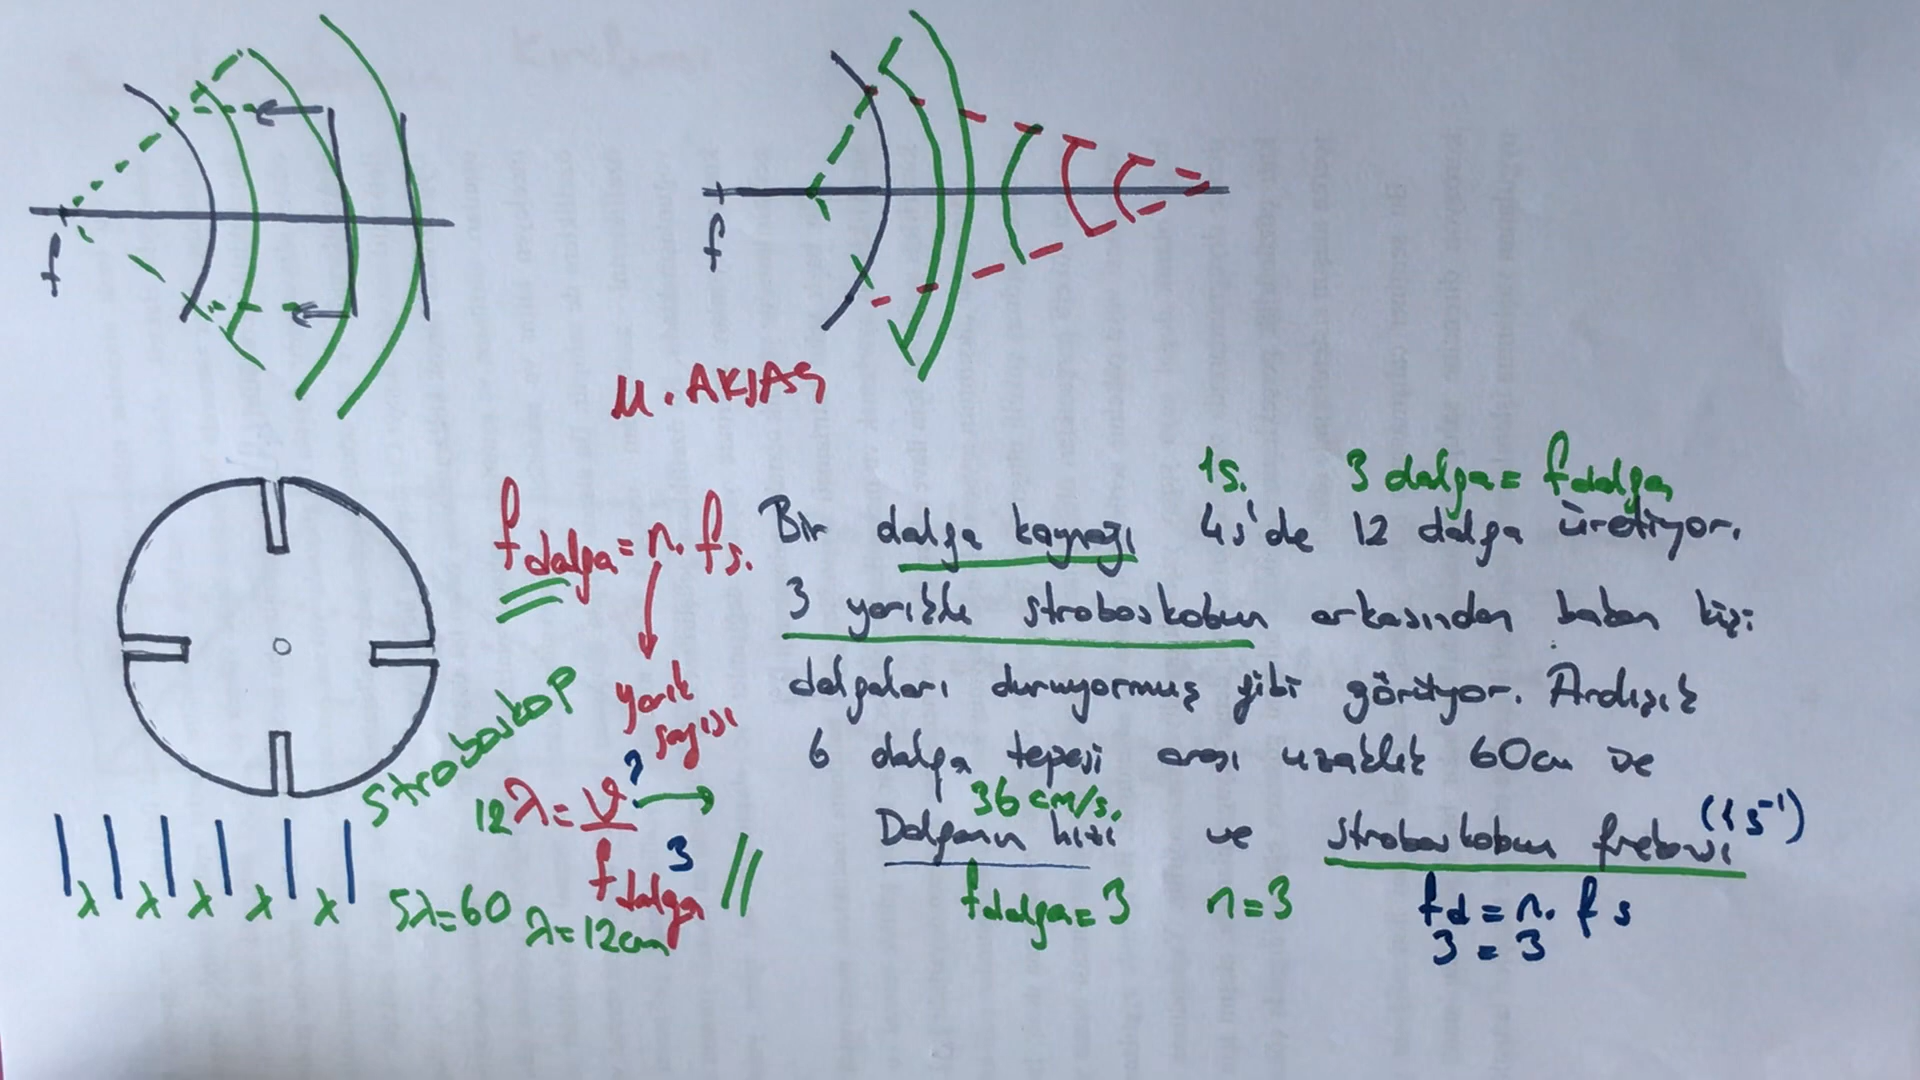 f
f
M. AKTAŞ
1s. 3 dalga = fdalga
fdalga = n. fs.
Bir dalga kaynağı 4s'de 12 dalga üretiyor.
3 yarıklı stroboskobun arkasından bakan kişi
dalgaları duruyormuş gibi görüyor. Ardışık
6 dalga tepesi arası uzaklık 60cm ise
36 cm/s. (1 s⁻¹)
Dalganın hızı ve stroboskobun frekansı
fdalga = 3 n = 3 fd = n. fs
3 = 3
yarık
sayısı
stroboskop
12 λ = v ?
fdalga 3
λ λ λ λ λ 5λ = 60 λ = 12cm